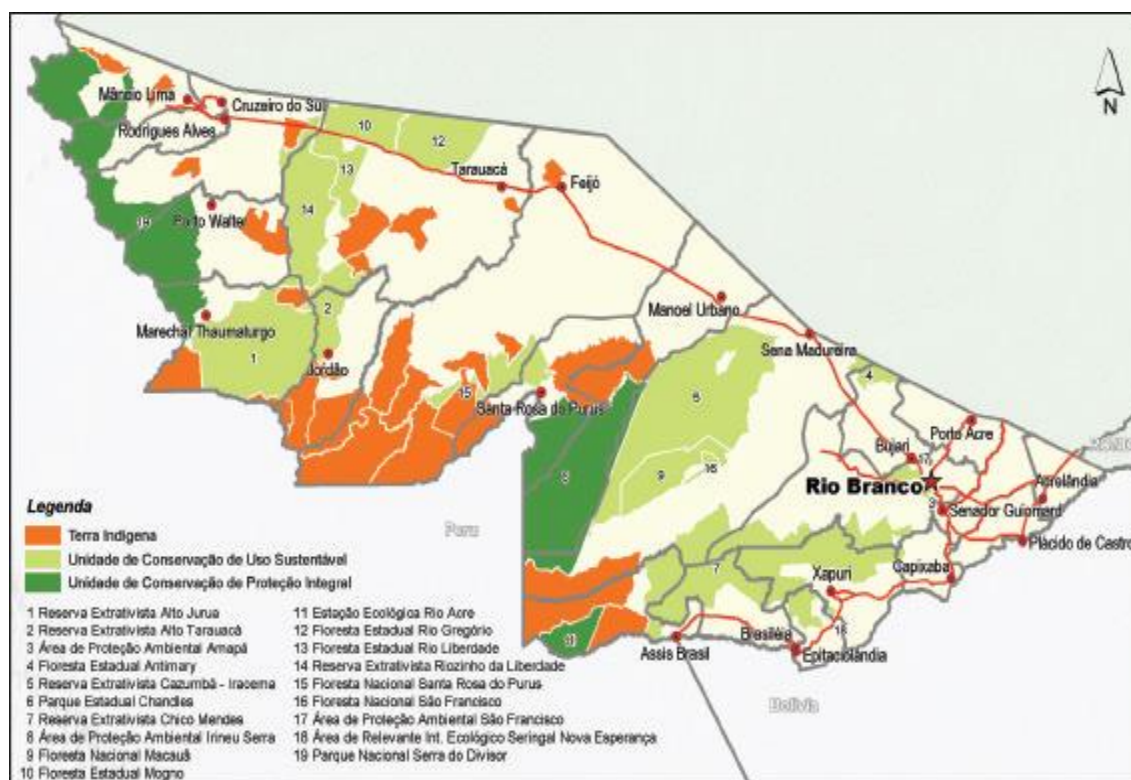 N
Mâncio Lima
Cruzeiro do Sul
Rodrigues Alves
10
12
Tarauacá
Feijó
13
14
19
Porto Walter
Manoel Urbano
Marechal Thaumaturgo
2
Sena Madureira
1
Jordão
4
15
5
Santa Rosa do Purus
Porto Acre
Bujari
17
6
9
16
Rio Branco
Acrelândia
3
Senador Guiomard
Legenda
Peru
Terra Indígena
Plácido de Castro
Unidade de Conservação de Uso Sustentável
7
Xapuri
Capixaba
Unidade de Conservação de Proteção Integral
1 Reserva Extrativista Alto Jurua
2 Reserva Extrativista Alto Tarauacá
3 Área de Proteção Ambiental Amapá
4 Floresta Estadual Antimary
5 Reserva Extrativista Cazumbá - Iracema
6 Parque Estadual Chandles
7 Reserva Extrativista Chico Mendes
8 Área de Proteção Ambiental Irineu Serra
9 Floresta Nacional Macauã
10 Floresta Estadual Mogno
11 Estação Ecológica Rio Acre
12 Floresta Estadual Rio Gregório
13 Floresta Estadual Rio Liberdade
14 Reserva Extrativista Riozinho da Liberdade
15 Floresta Nacional Santa Rosa do Purus
16 Floresta Nacional São Francisco
17 Área de Proteção Ambiental São Francisco
18 Área de Relevante Int. Ecológico Seringal Nova Esperança
19 Parque Nacional Serra do Divisor
11
Assis Brasil
Brasiléia
18
Epitaciolândia
Bolívia